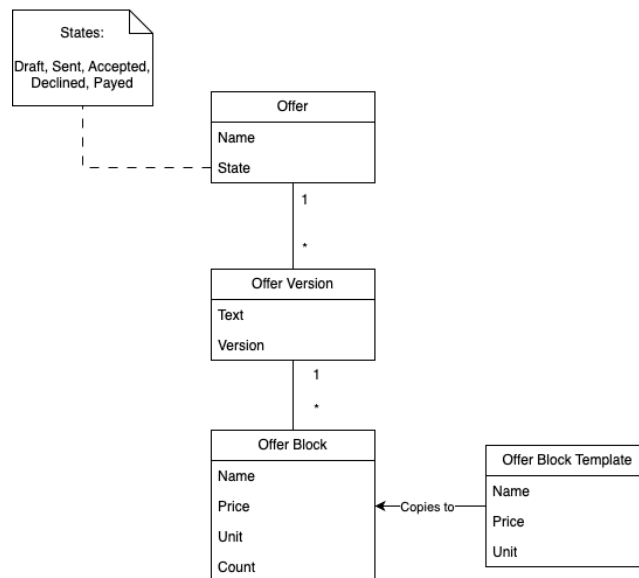 States:
Draft, Sent, Accepted,
Declined, Payed
Offer
Name
State
1
*
Offer Version
Text
Version
1
*
Offer Block
Name
Price
Unit
Count
Copies to
Offer Block Template
Name
Price
Unit